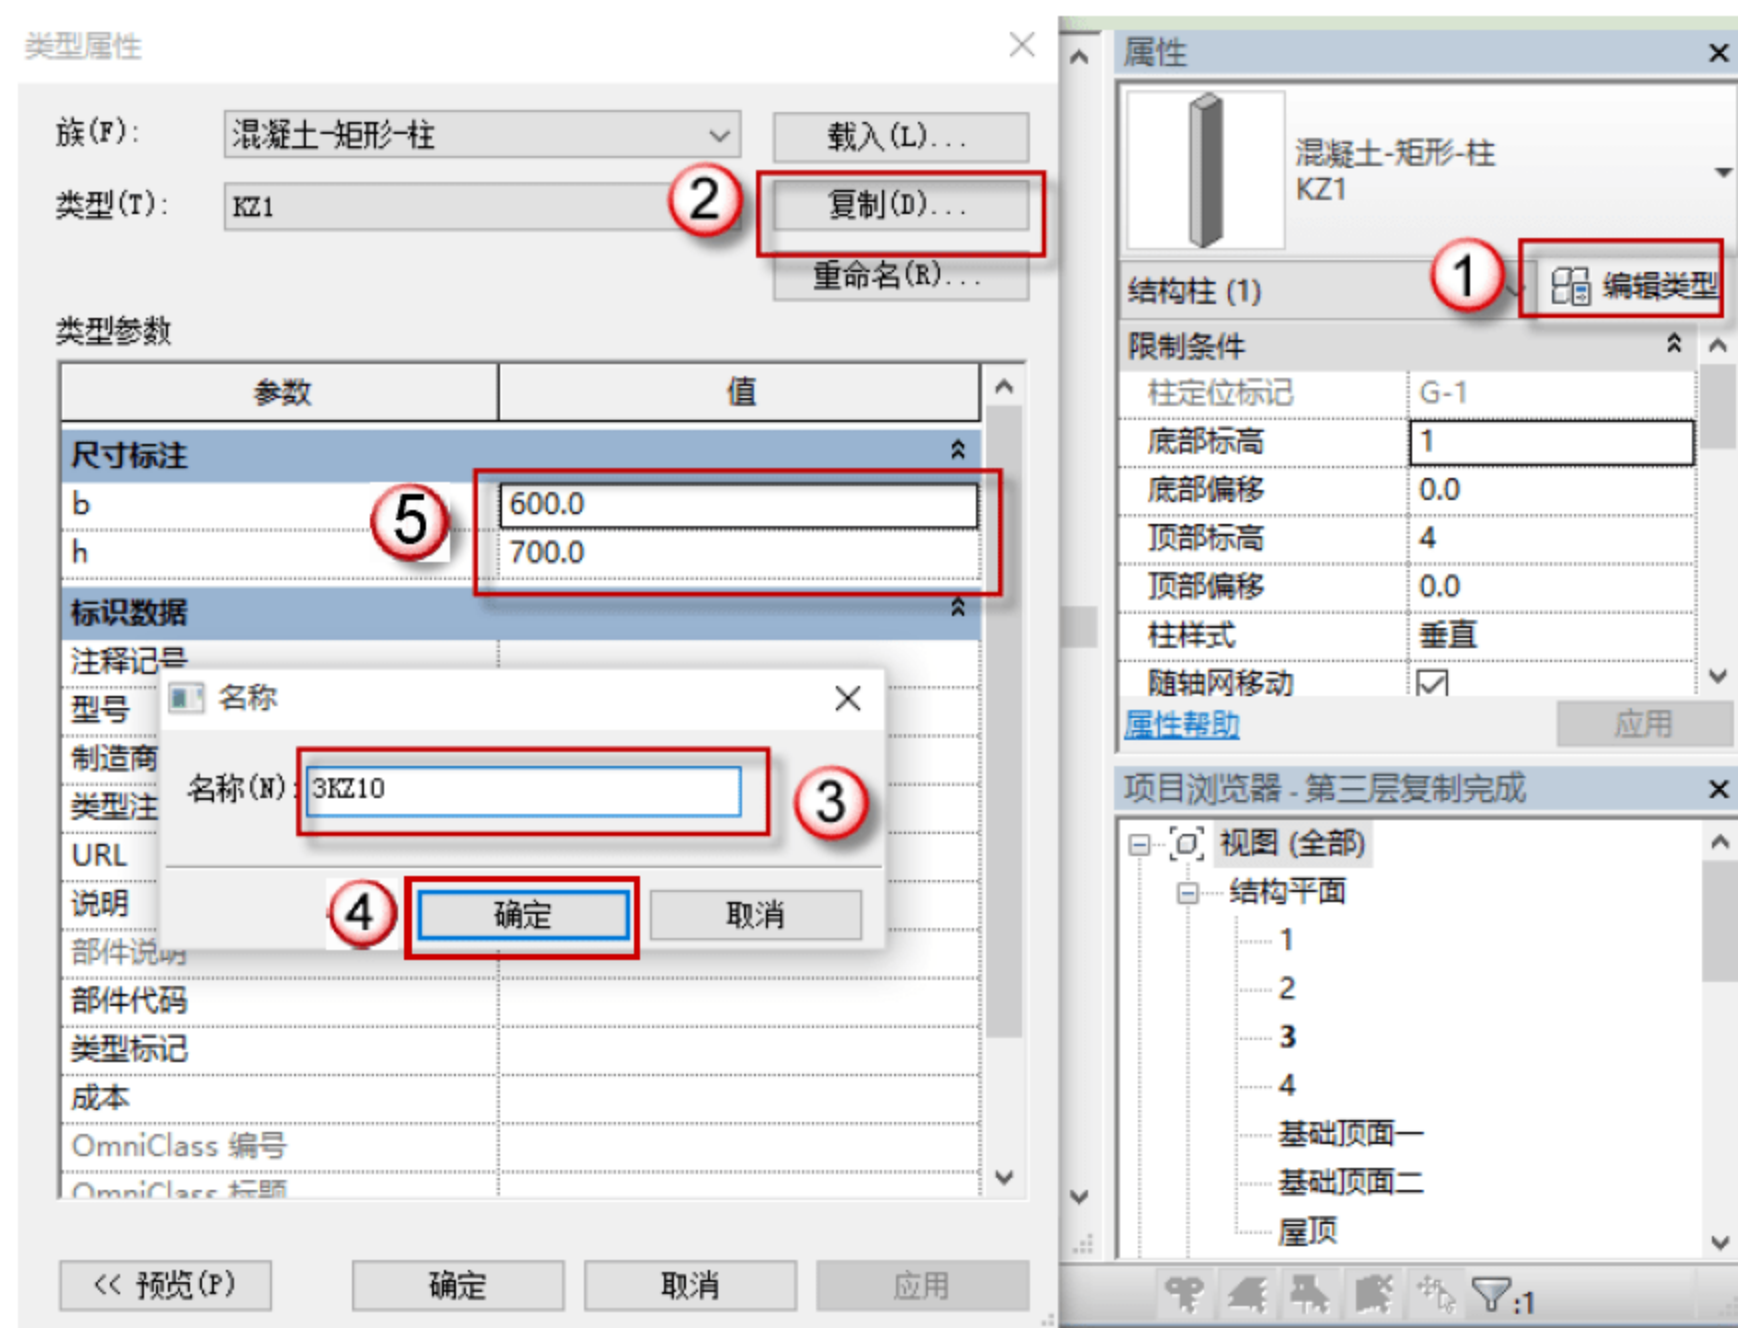 类型属性
族(F):
混凝土-矩形-柱
载入(L)...
类型(T):
KZ1
2
复制(D)...
重命名(R)...
类型参数
参数
值
尺寸标注
b
600.0
5
h
700.0
标识数据
注释记号
型号
制造商
类型注
URL
说明
部件说明
部件代码
类型标记
成本
OmniClass 编号
OmniClass 标题
名称
名称(N):
3KZ10
3
4
确定
取消
<< 预览(P)
确定
取消
应用
属性
混凝土-矩形-柱
KZ1
结构柱 (1)
1
编辑类型
限制条件
柱定位标记
G-1
底部标高
1
底部偏移
0.0
顶部标高
4
顶部偏移
0.0
柱样式
垂直
随轴网移动
属性帮助
应用
项目浏览器 - 第三层复制完成
视图 (全部)
结构平面
1
2
3
4
基础顶面一
基础顶面二
屋顶
:1